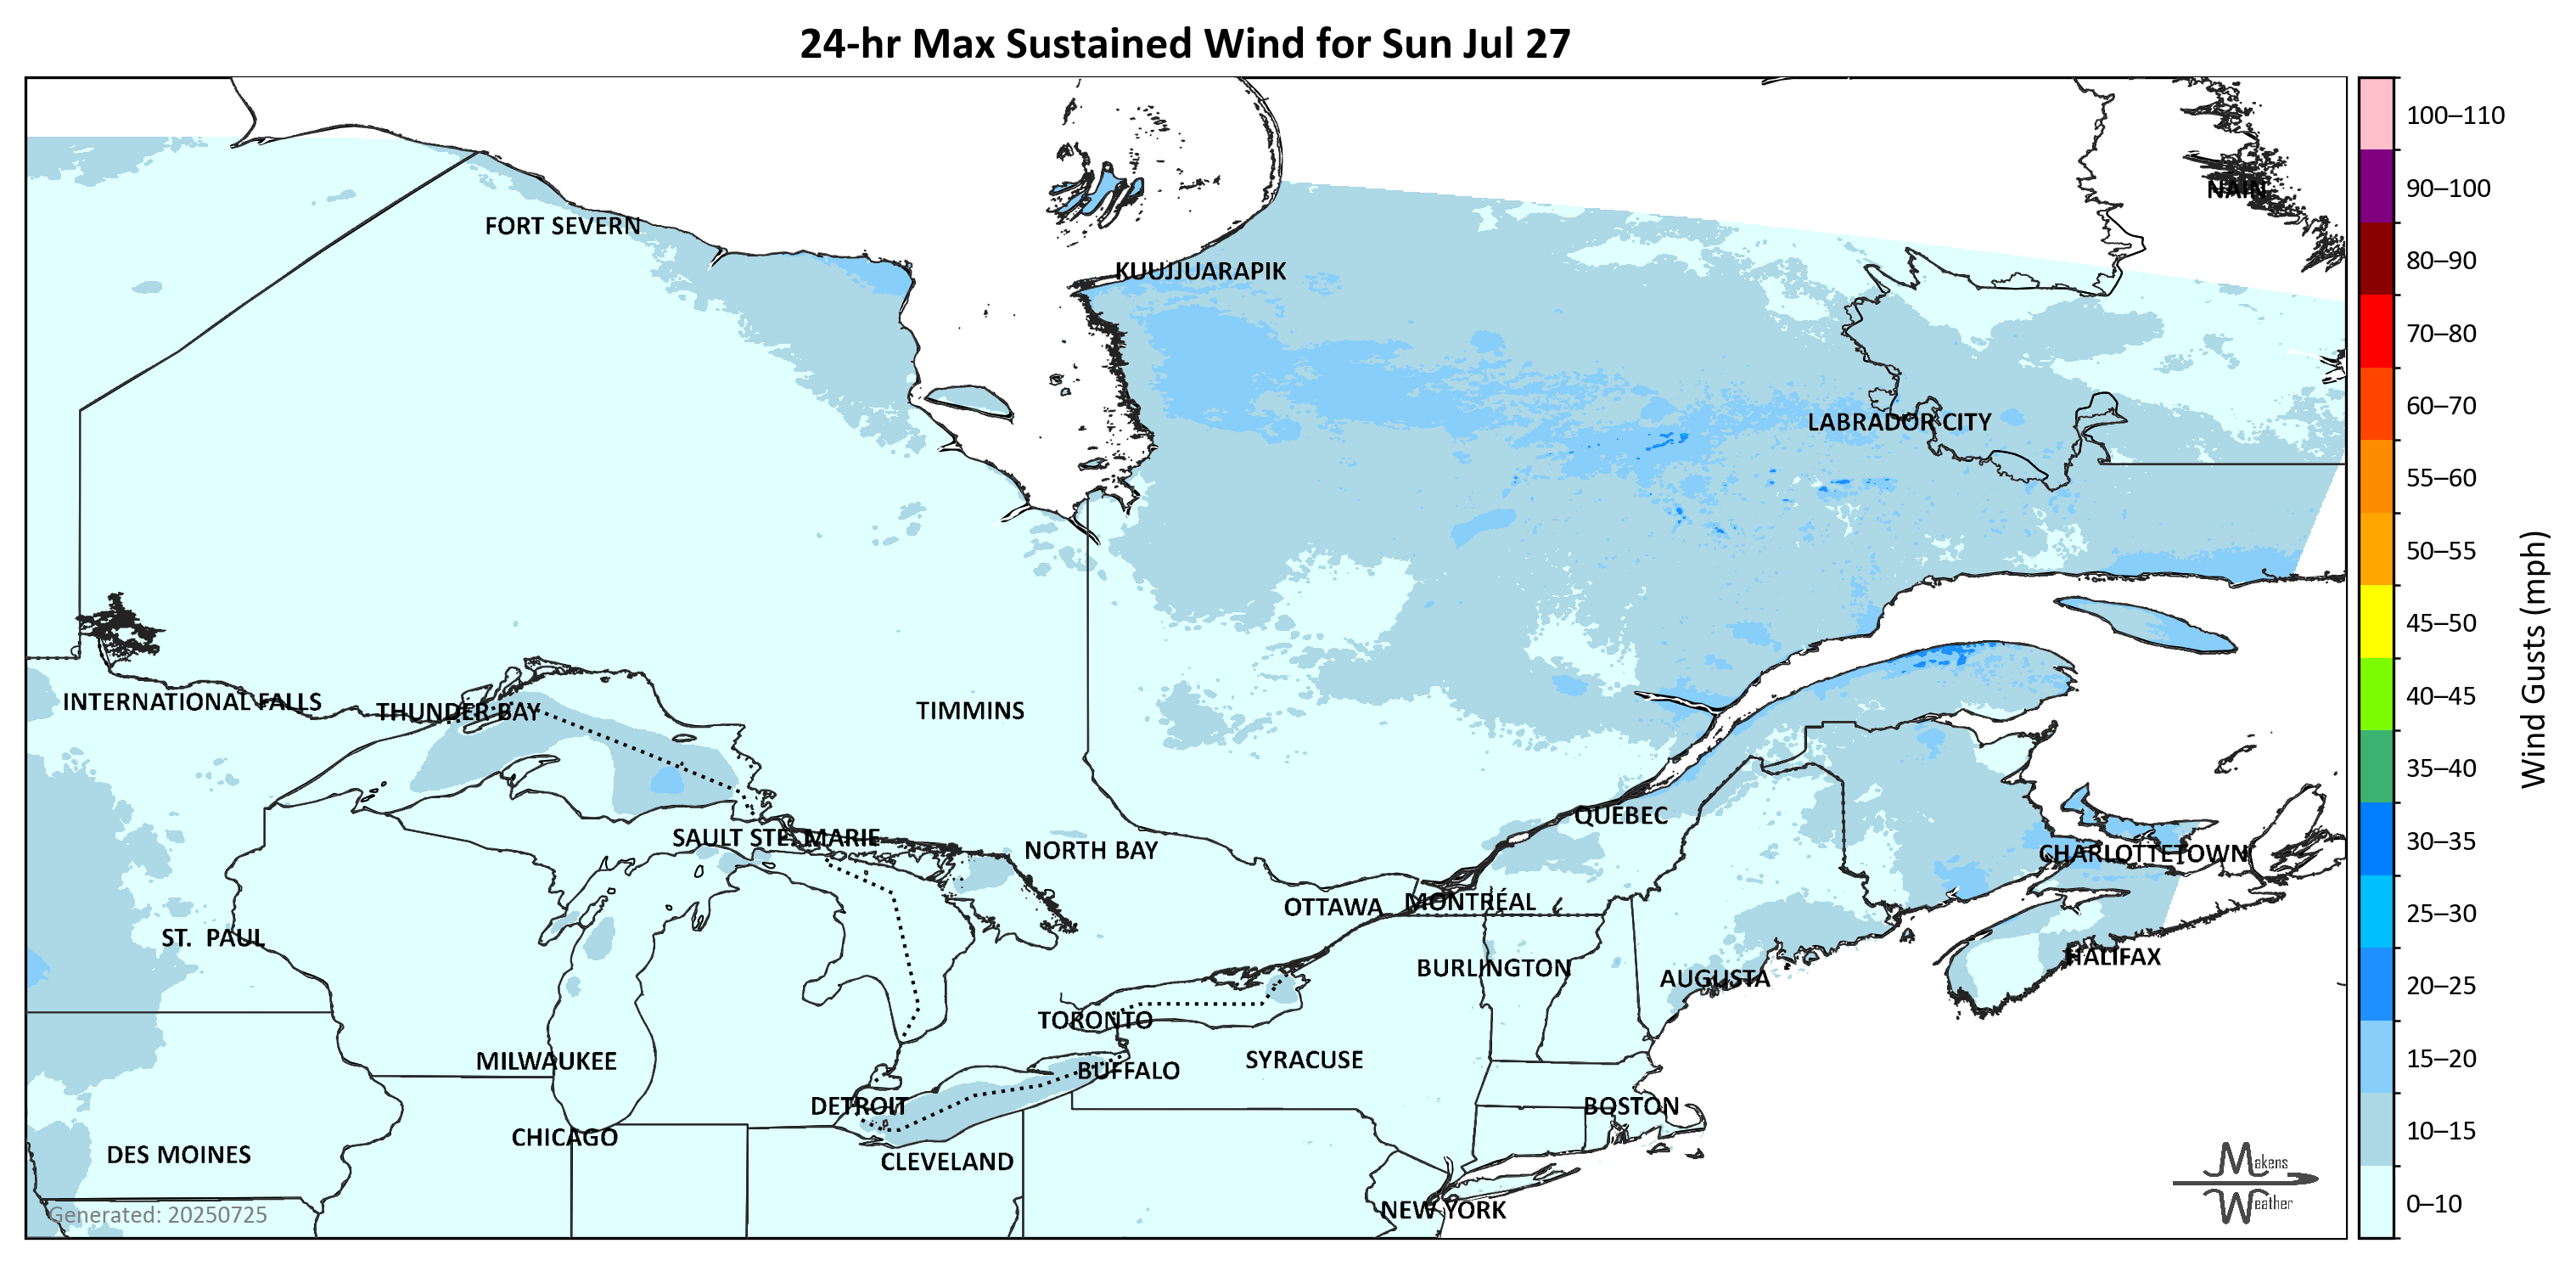 24-hr Max Sustained Wind for Sun Jul 27
100–110
NAIN
90–100
FORT SEVERN
KUUJJUARAPIK
80–90
70–80
60–70
LABRADOR CITY
55–60
50–55
45–50
Wind Gusts (mph)
INTERNATIONAL FALLS
THUNDER BAY
TIMMINS
40–45
35–40
QUEBEC
SAULT STE. MARIE
NORTH BAY
CHARLOTTETOWN
30–35
OTTAWA
MONTRÉAL
25–30
ST. PAUL
BURLINGTON
AUGUSTA
HALIFAX
20–25
TORONTO
MILWAUKEE
BUFFALO
SYRACUSE
15–20
DETROIT
BOSTON
CHICAGO
DES MOINES
CLEVELAND
10–15
Makens
Weather
NEW YORK
0–10
Generated: 20250725